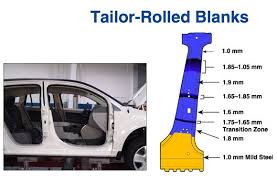 Tailor-Rolled Blanks
1.0 mm
1.85–1.05 mm
1.9 mm
1.65–1.85 mm
1.6 mm
1.75–1.65 mm
Transition Zone
1.8 mm
1.0 mm Mild Steel